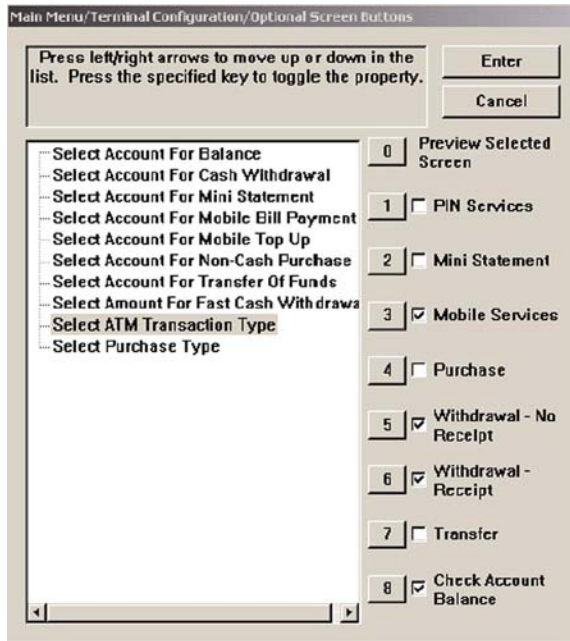 Main Menu/Terminal Configuration/Optional Screen Buttons
Press left/right arrows to move up or down in the
list. Press the specified key to toggle the property.
Enter
Cancel
Select Account For Balance
Select Account For Cash Withdrawal
Select Account For Mini Statement
Select Account For Mobile Bill Payment
Select Account For Mobile Top Up
Select Account For Non-Cash Purchase
Select Account For Transfer Of Funds
Select Amount For Fast Cash Withdrawa
Select ATM Transaction Type
Select Purchase Type
0 Preview Selected
Screen
1 PIN Services
2 Mini Statement
3 Mobile Services
4 Purchase
5 Withdrawal - No
Receipt
6 Withdrawal -
Receipt
7 Transfer
8 Check Account
Balance